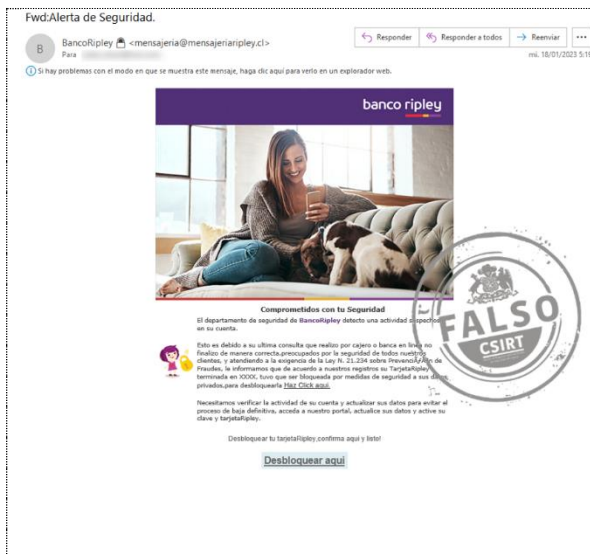 Fwd:Alerta de Seguridad.
B
BancoRipley <mensajeria@mensajeriaripley.cl>
Para
Responder
Responder a todos
Reenviar
mi. 18/01/2023 5:19
Si hay problemas con el modo en que se muestra este mensaje, haga clic aquí para verlo en un explorador web.
banco ripley
Comprometidos con tu Seguridad
El departamento de seguridad de BancoRipley detecto una actividad sospechos
en su cuenta.
Esto es debido a su ultima consulta que realizo por cajero o banca en linea no
finalizo de manera correcta,preocupados por la seguridad de todos nuestros
clientes, y atendiendo a la exigencia de la Ley N. 21.234 sobre Prevención de
Fraudes, le informamos que de acuerdo a nuestros registros su TarjetaRipley
terminada en XXXX, tuvo que ser bloqueada por medidas de seguridad a sus datos
privados,para desbloquearla Haz Click aqui.
Necesitamos verificar la actividad de su cuenta y actualizar sus datos para evitar el
proceso de baja definitiva, acceda a nuestro portal, actualice sus datos y active su
clave y tarjetaRipley.
Desbloquear tu tarjetaRipley,confirma aqui y listo!
Desbloquear aqui
FALSO
CSIRT